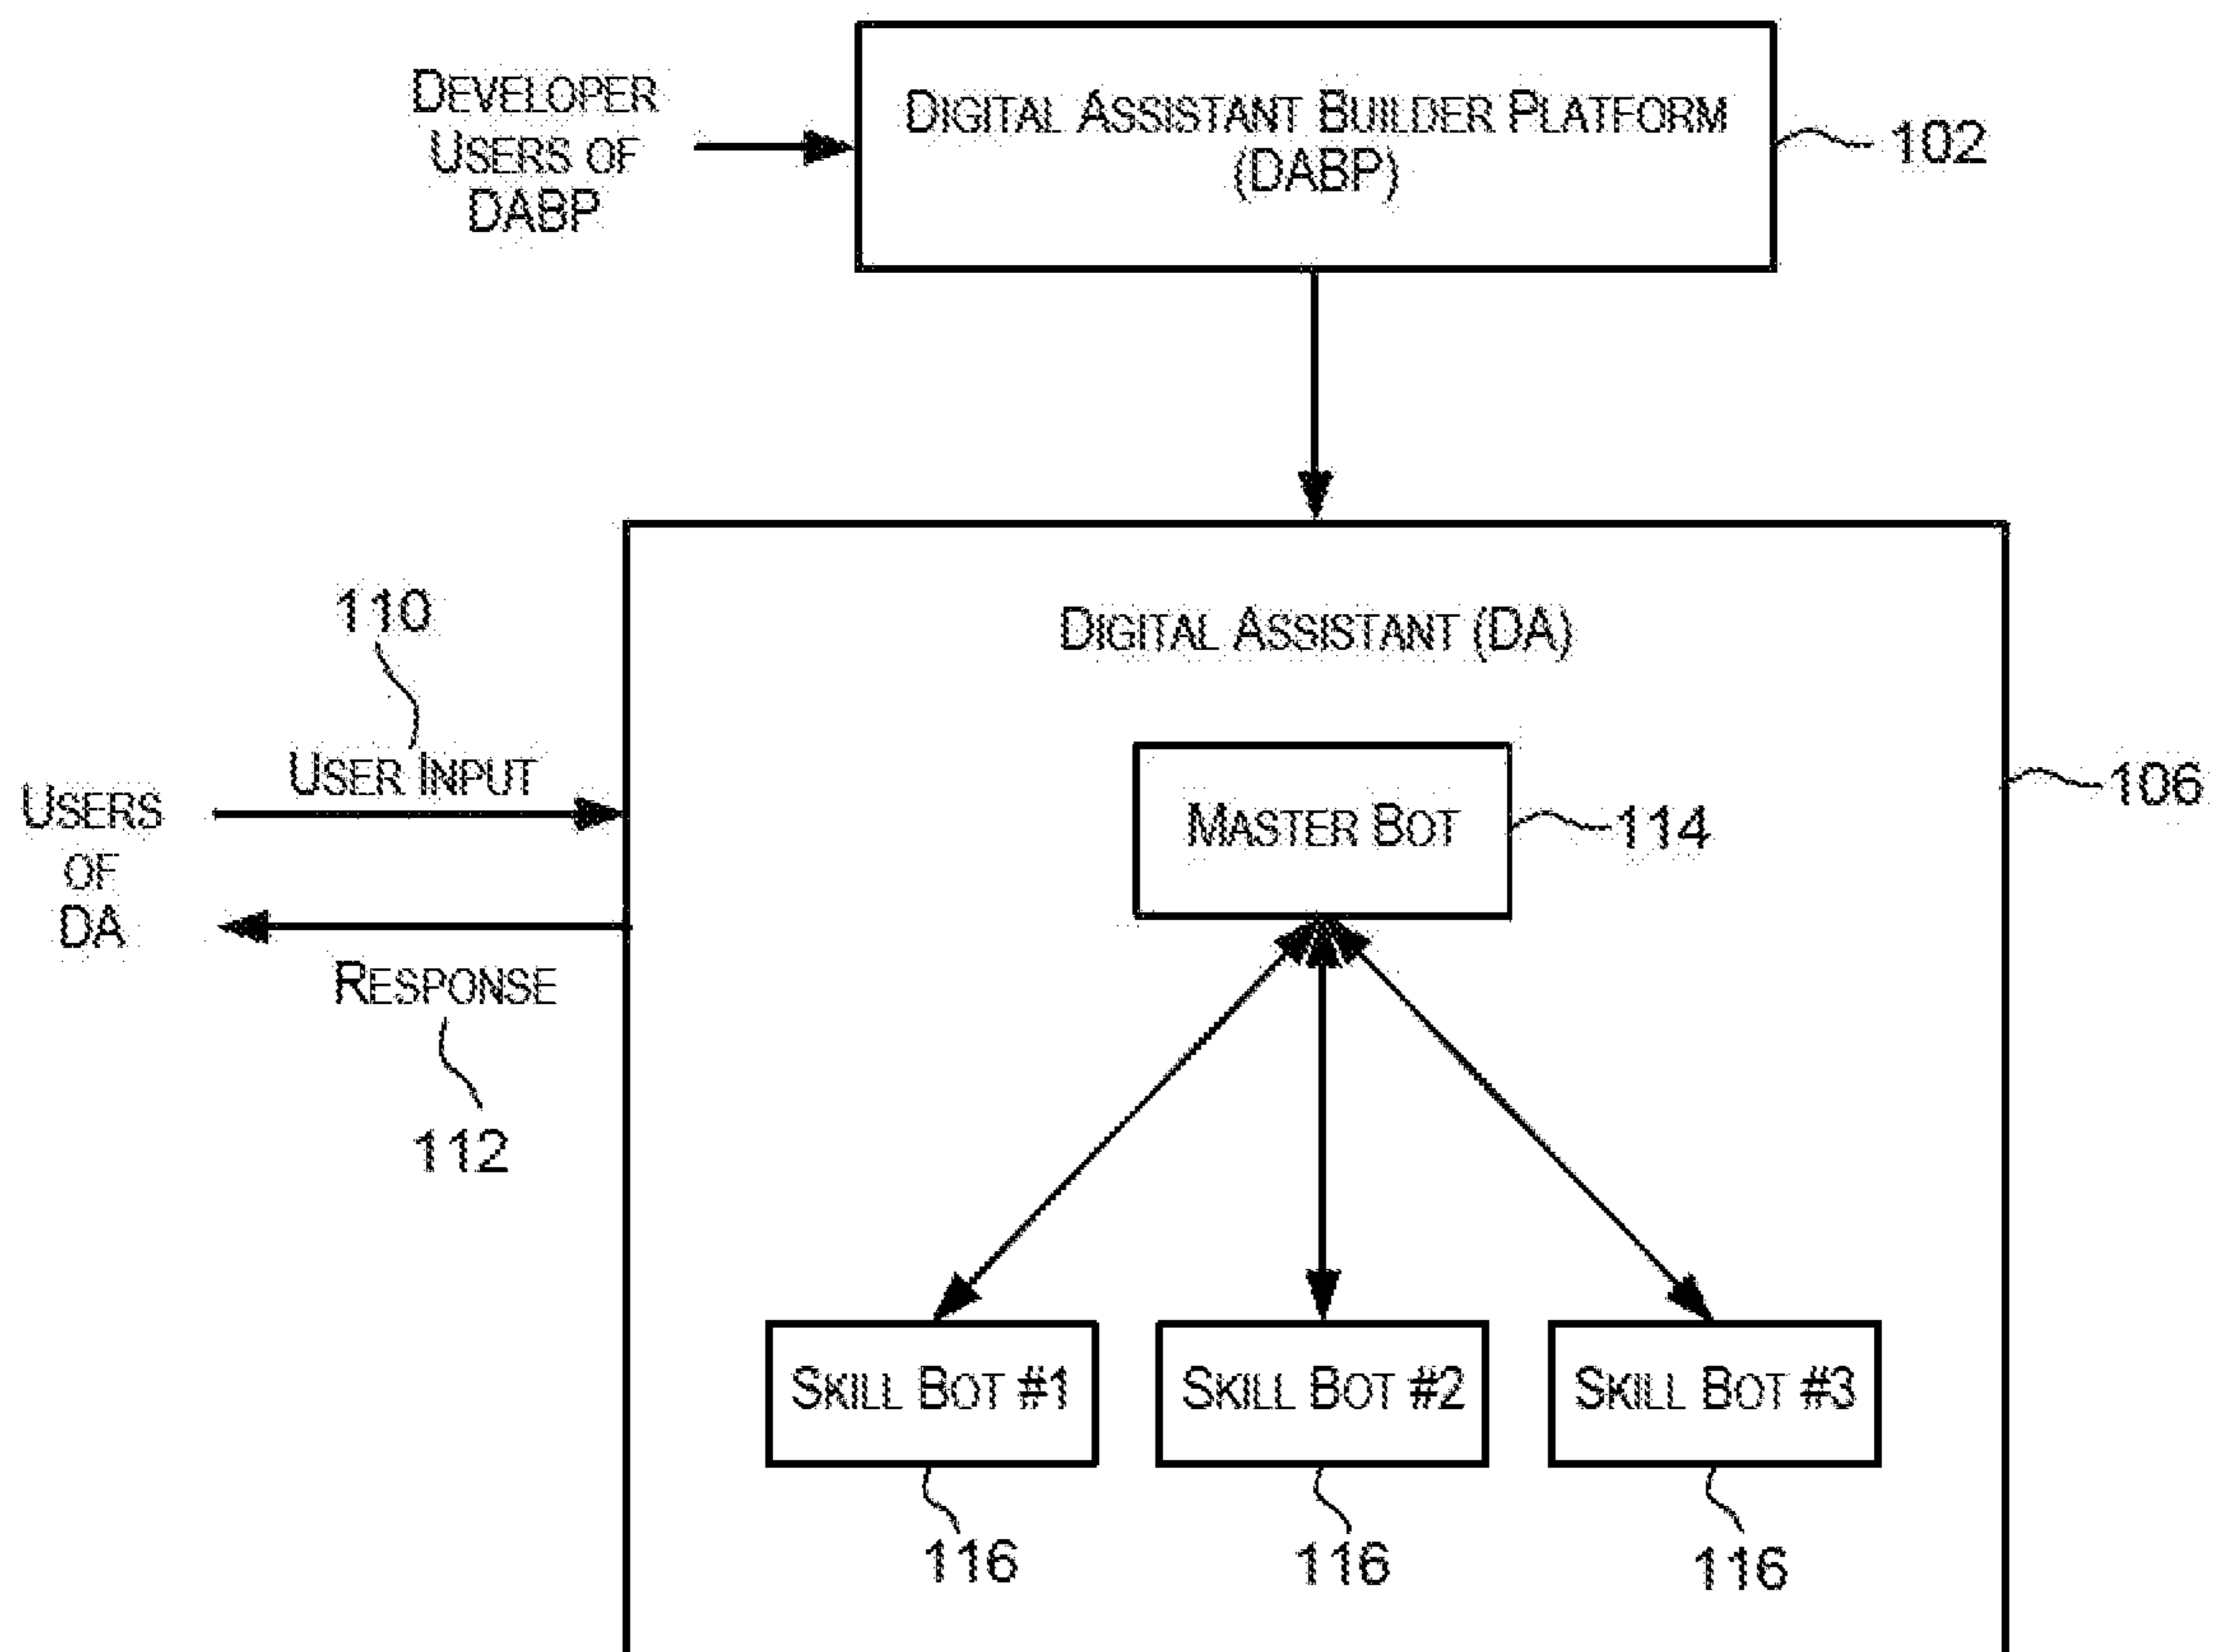 DEVELOPER
USERS OF
DABP
DIGITAL ASSISTANT BUILDER PLATFORM
(DABP)
102
DIGITAL ASSISTANT (DA)
110
USER INPUT
USERS
OF
DA
RESPONSE
112
MASTER BOT
114
106
SKILL BOT #1
SKILL BOT #2
SKILL BOT #3
116
116
116